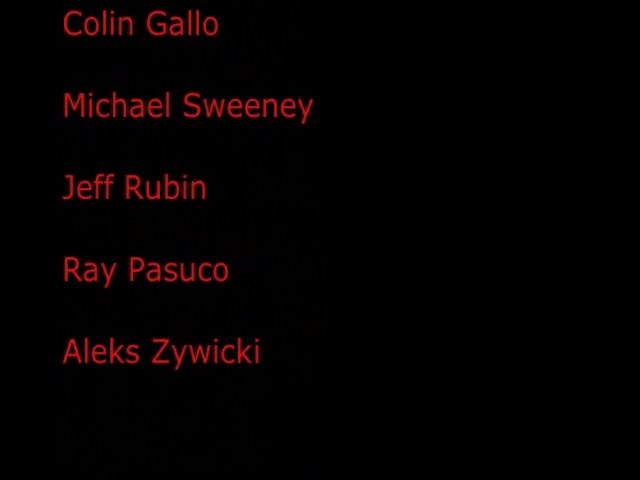 Colin Gallo
Michael Sweeney
Jeff Rubin
Ray Pasuco
Aleks Zywicki